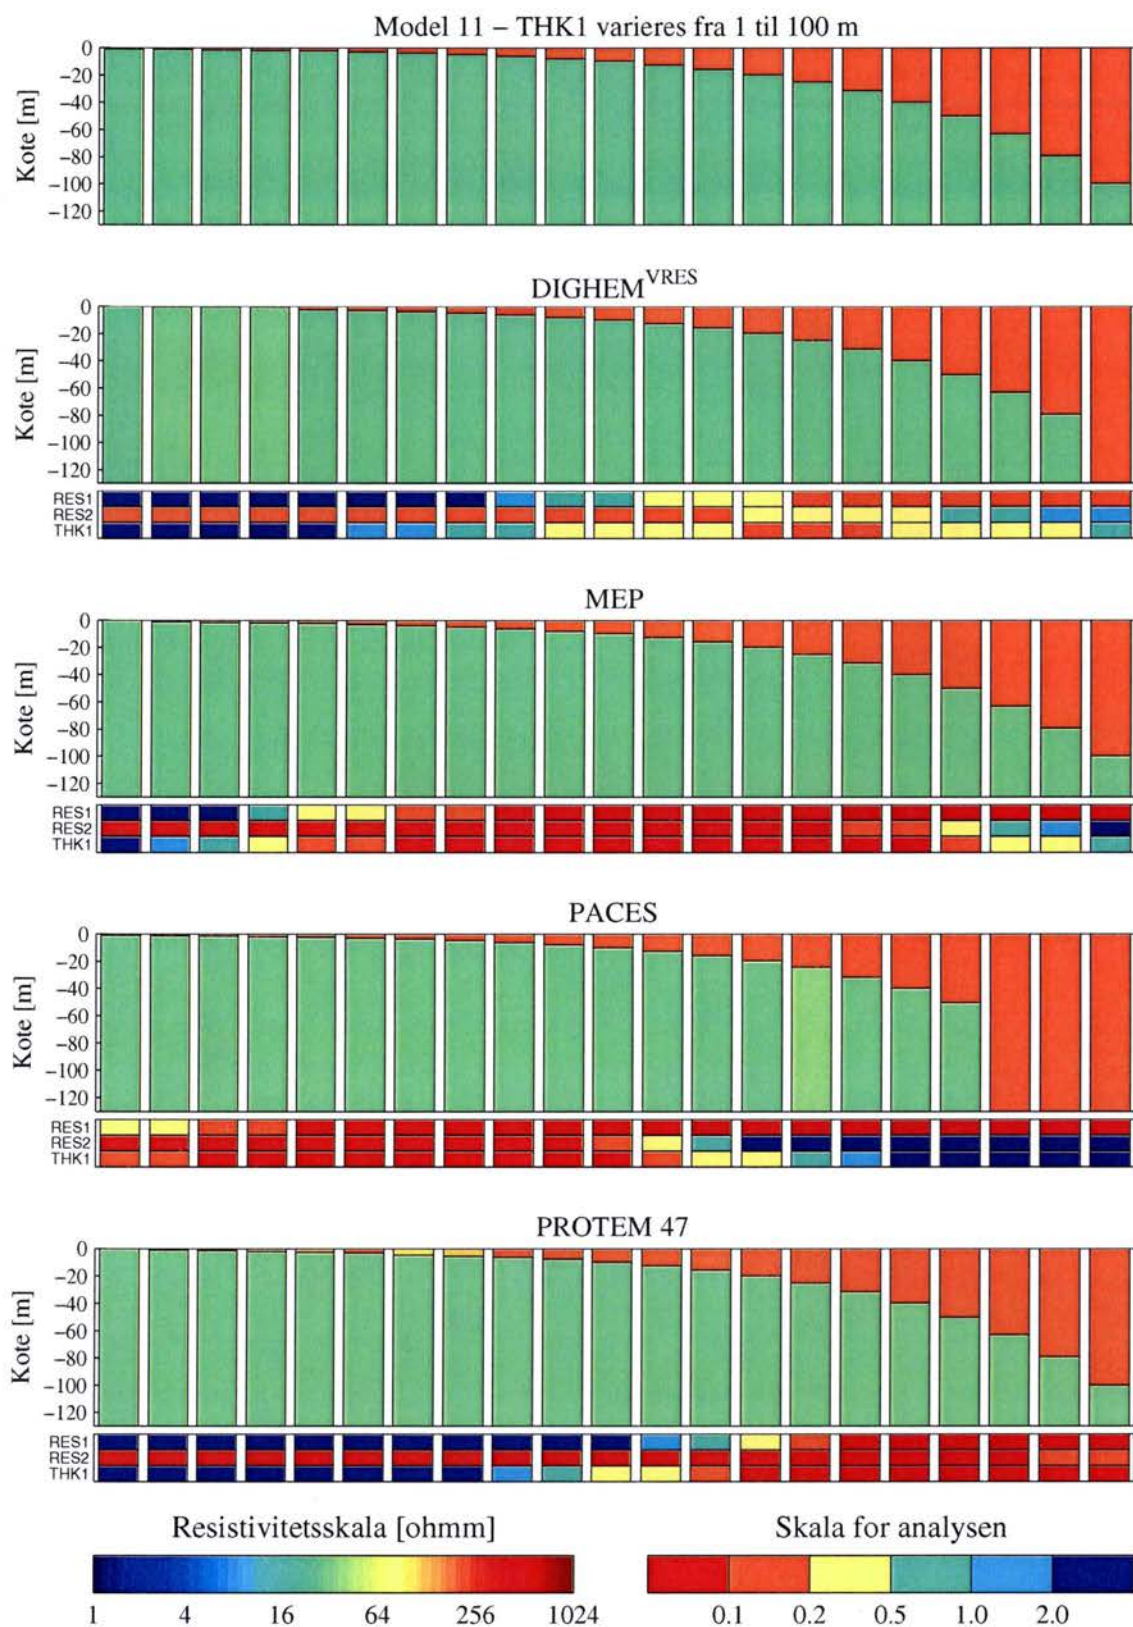 Model 11 – THK1 varieres fra 1 til 100 m
Kote [m]
0
−20
−40
−60
−80
−100
−120
DIGHEM^VRES
Kote [m]
0
−20
−40
−60
−80
−100
−120
RES1
RES2
THK1
MEP
Kote [m]
0
−20
−40
−60
−80
−100
−120
RES1
RES2
THK1
PACES
Kote [m]
0
−20
−40
−60
−80
−100
−120
RES1
RES2
THK1
PROTEM 47
Kote [m]
0
−20
−40
−60
−80
−100
−120
RES1
RES2
THK1
Resistivitetsskala [ohmm]
1 4 16 64 256 1024
Skala for analysen
0.1 0.2 0.5 1.0 2.0